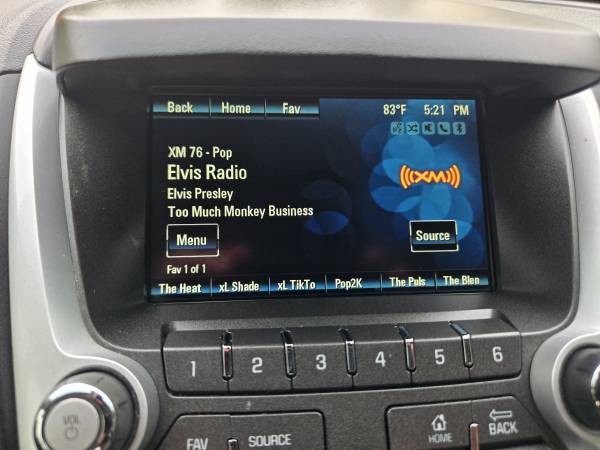 Back Home Fav 83°F 5:21 PM
XM 76 - Pop
Elvis Radio
((XM))
Elvis Presley
Too Much Monkey Business
Menu
Source
Fav 1 of 1
The Heat xL Shade xL TikTo Pop2K The Puls The Blen
1 2 3 4 5 6
VOL
FAV SOURCE HOME BACK